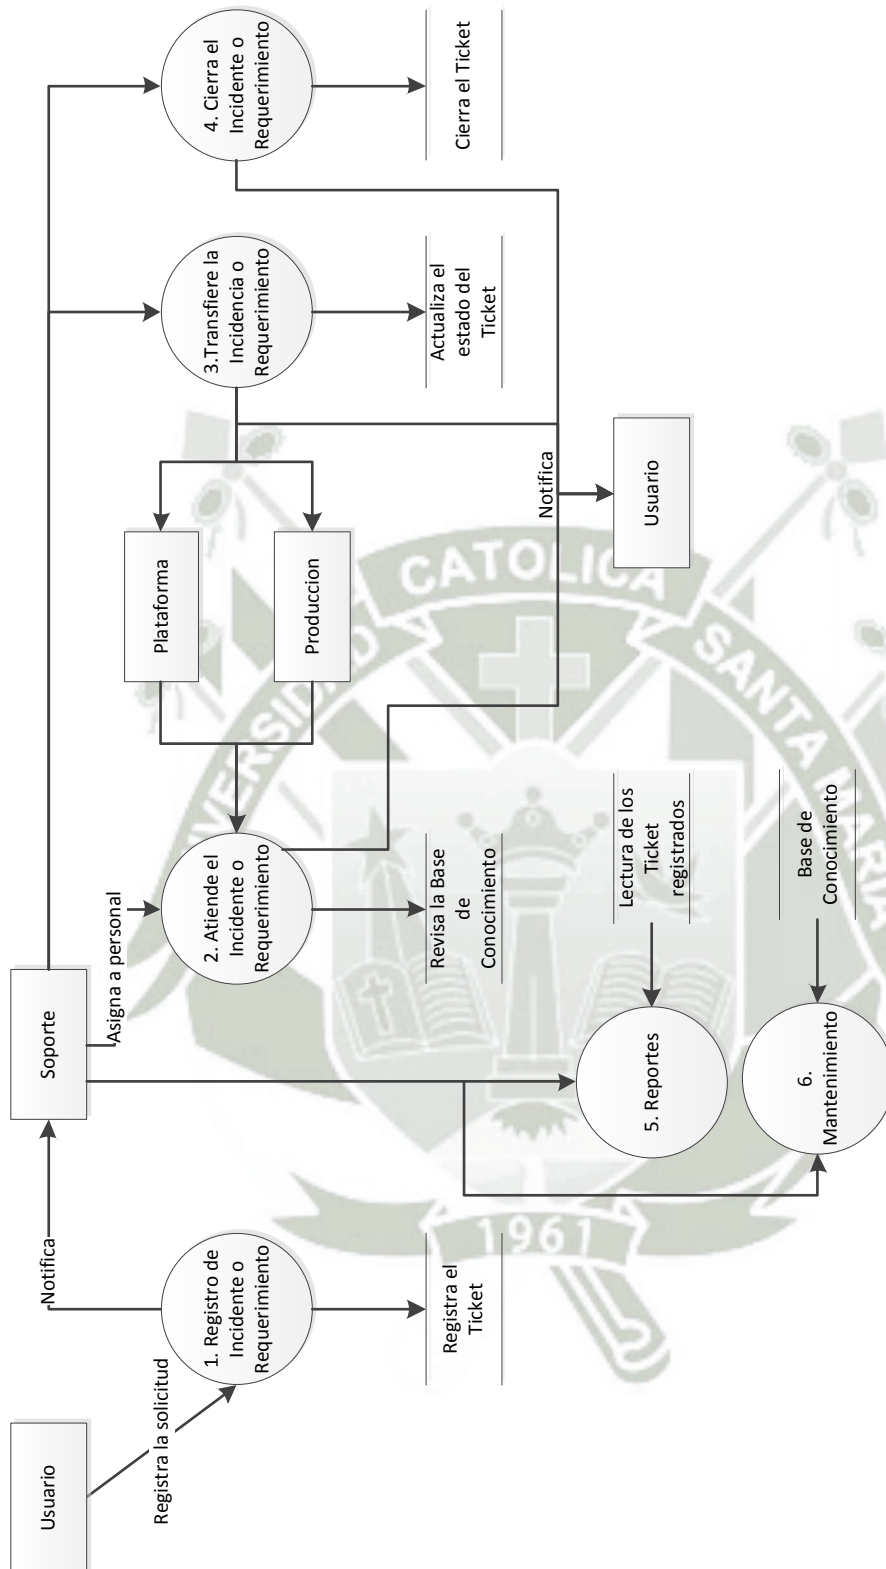 Usuario
Registra la solicitud
1. Registro de
Incidente o
Requerimiento
Notifica
Registra el
Ticket
Soporte
Asigna a personal
2. Atiende el
Incidente o
Requerimiento
Revisa la Base
de
Conocimiento
Plataforma
Produccion
3.Transfiere la
Incidencia o
Requerimiento
Actualiza el
estado del
Ticket
4. Cierra el
Incidente o
Requerimiento
Cierra el Ticket
Notifica
Usuario
5. Reportes
Lectura de los
Ticket
registrados
6.
Mantenimiento
Base de
Conocimiento
VERSIDAD
CATOLICA
SANTA MARIA
1961